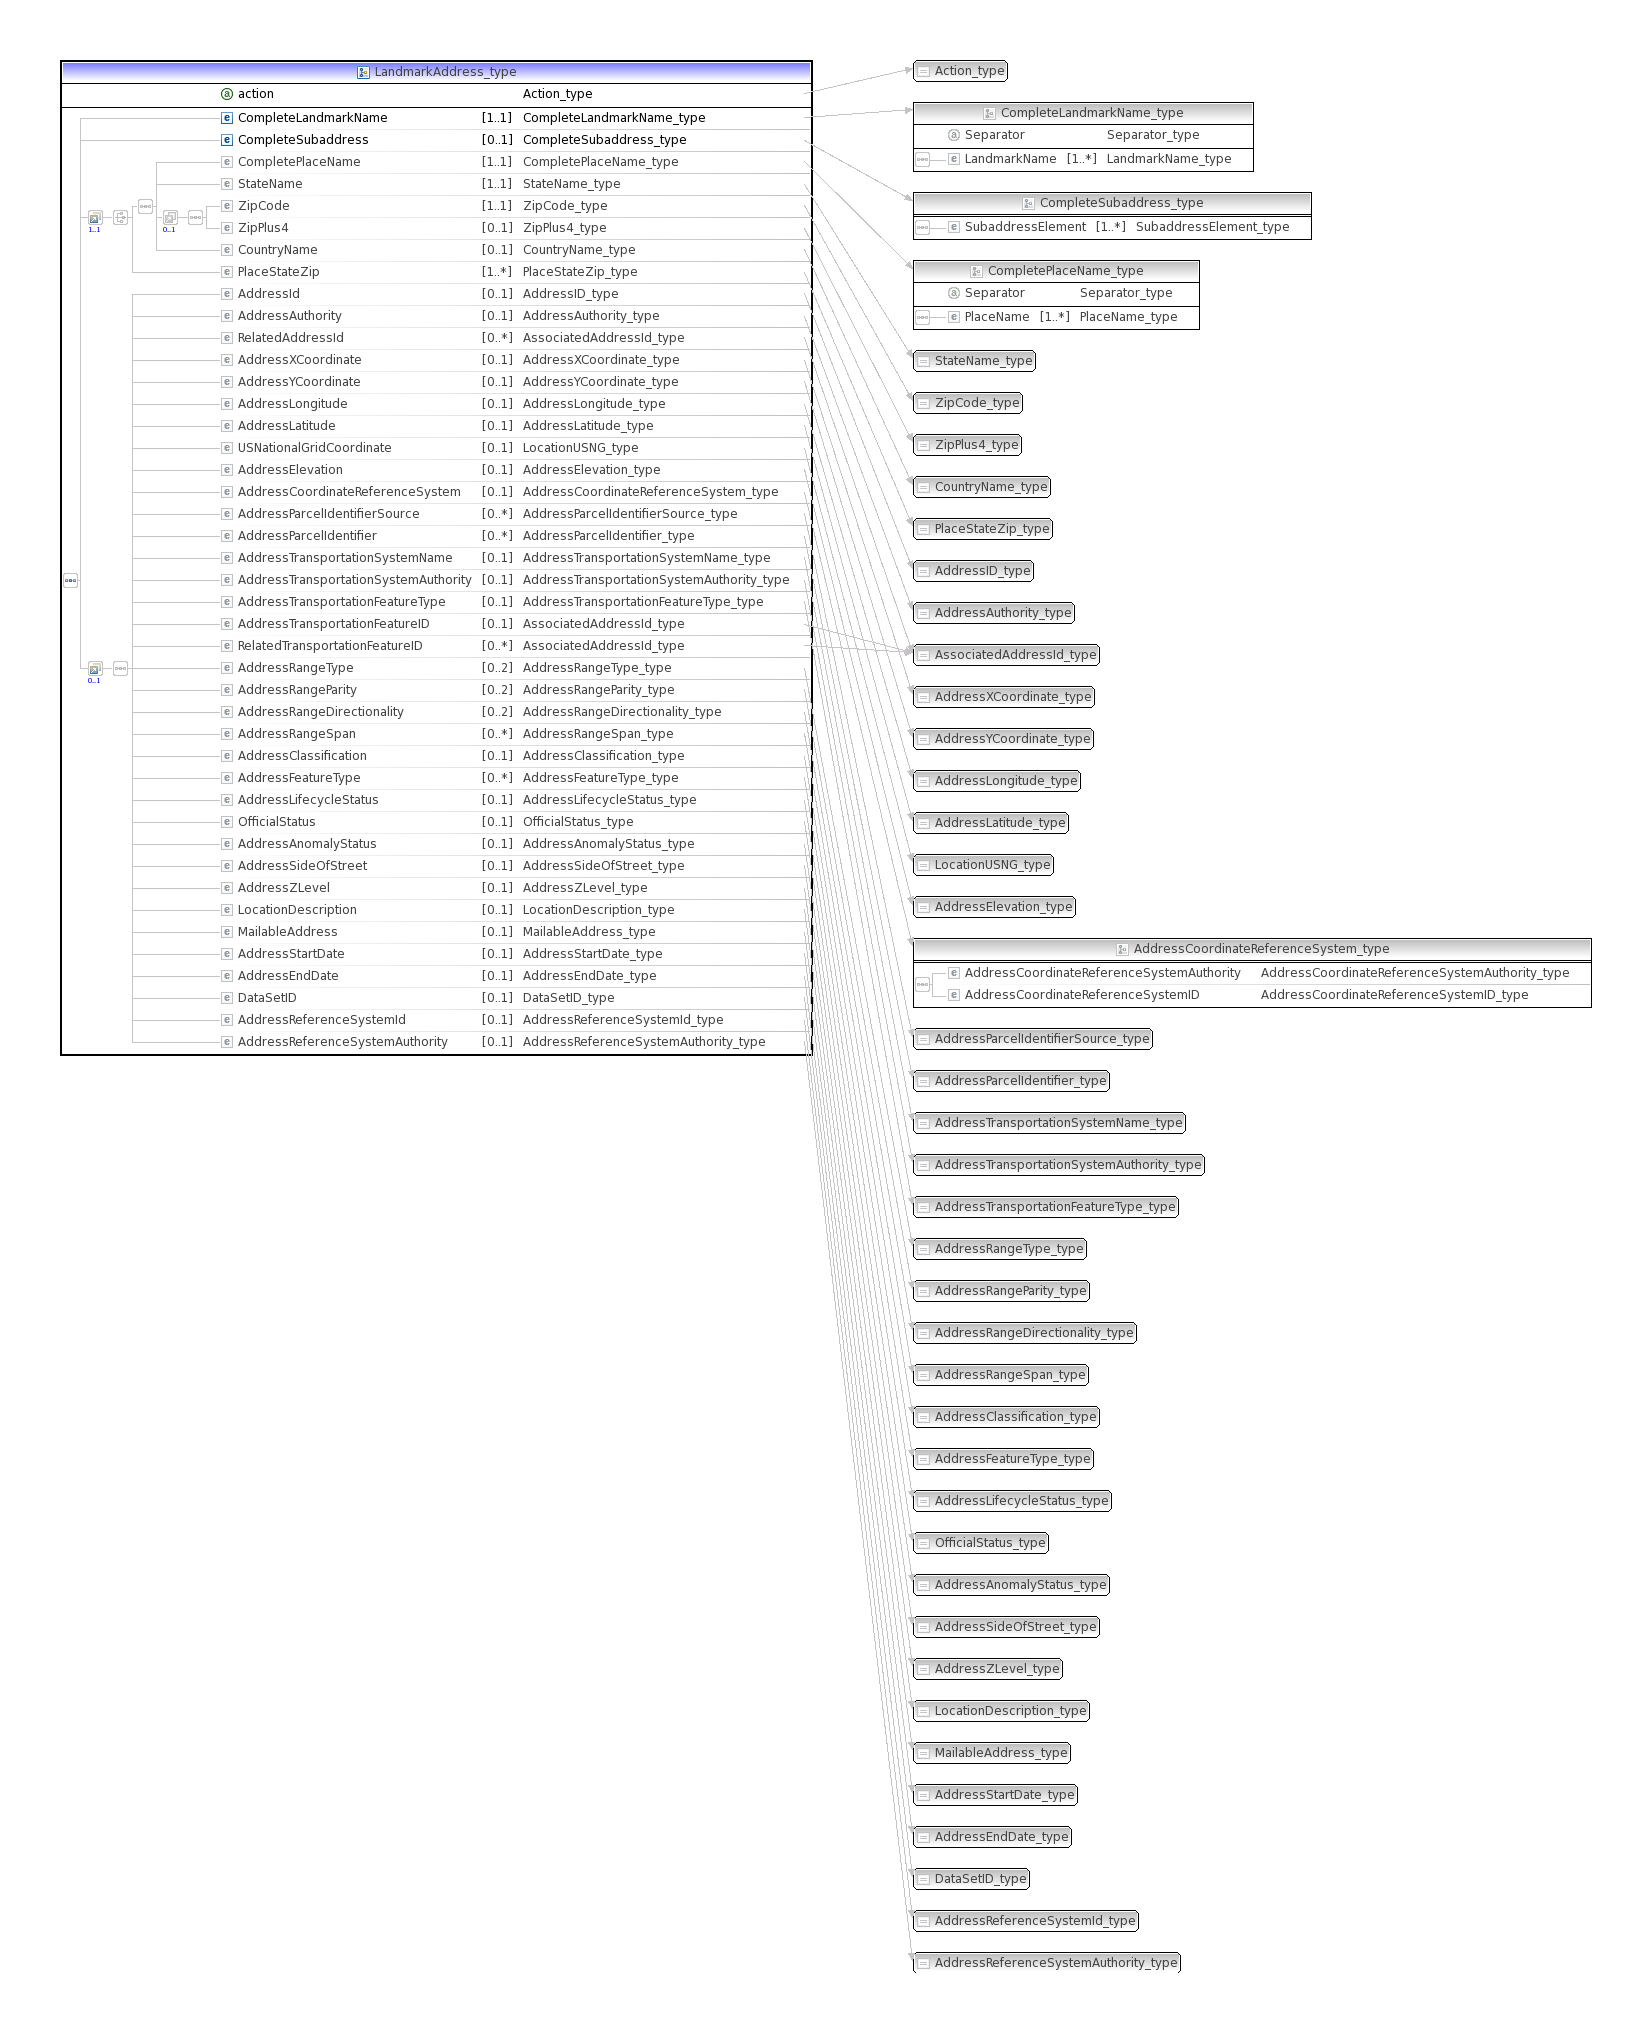 LandmarkAddress_type
action Action_type
CompleteLandmarkName [1..1] CompleteLandmarkName_type
CompleteSubaddress [0..1] CompleteSubaddress_type
CompletePlaceName [1..1] CompletePlaceName_type
StateName [1..1] StateName_type
ZipCode [1..1] ZipCode_type
ZipPlus4 [0..1] ZipPlus4_type
1..1
0..1
CountryName [0..1] CountryName_type
PlaceStateZip [1..*] PlaceStateZip_type
AddressId [0..1] AddressID_type
AddressAuthority [0..1] AddressAuthority_type
RelatedAddressId [0..*] AssociatedAddressId_type
AddressXCoordinate [0..1] AddressXCoordinate_type
AddressYCoordinate [0..1] AddressYCoordinate_type
AddressLongitude [0..1] AddressLongitude_type
AddressLatitude [0..1] AddressLatitude_type
USNationalGridCoordinate [0..1] LocationUSNG_type
AddressElevation [0..1] AddressElevation_type
AddressCoordinateReferenceSystem [0..1] AddressCoordinateReferenceSystem_type
AddressParcelIdentifierSource [0..*] AddressParcelIdentifierSource_type
AddressParcelIdentifier [0..*] AddressParcelIdentifier_type
AddressTransportationSystemName [0..1] AddressTransportationSystemName_type
AddressTransportationSystemAuthority [0..1] AddressTransportationSystemAuthority_type
AddressTransportationFeatureType [0..1] AddressTransportationFeatureType_type
AddressTransportationFeatureID [0..1] AssociatedAddressId_type
RelatedTransportationFeatureID [0..*] AssociatedAddressId_type
AddressRangeType [0..2] AddressRangeType_type
0..1
AddressRangeParity [0..2] AddressRangeParity_type
AddressRangeDirectionality [0..2] AddressRangeDirectionality_type
AddressRangeSpan [0..*] AddressRangeSpan_type
AddressClassification [0..1] AddressClassification_type
AddressFeatureType [0..*] AddressFeatureType_type
AddressLifecycleStatus [0..1] AddressLifecycleStatus_type
OfficialStatus [0..1] OfficialStatus_type
AddressAnomalyStatus [0..1] AddressAnomalyStatus_type
AddressSideOfStreet [0..1] AddressSideOfStreet_type
AddressZLevel [0..1] AddressZLevel_type
LocationDescription [0..1] LocationDescription_type
MailableAddress [0..1] MailableAddress_type
AddressStartDate [0..1] AddressStartDate_type
AddressEndDate [0..1] AddressEndDate_type
DataSetID [0..1] DataSetID_type
AddressReferenceSystemId [0..1] AddressReferenceSystemId_type
AddressReferenceSystemAuthority [0..1] AddressReferenceSystemAuthority_type
Action_type
CompleteLandmarkName_type
Separator Separator_type
LandmarkName [1..*] LandmarkName_type
CompleteSubaddress_type
SubaddressElement [1..*] SubaddressElement_type
CompletePlaceName_type
Separator Separator_type
PlaceName [1..*] PlaceName_type
StateName_type
ZipCode_type
ZipPlus4_type
CountryName_type
PlaceStateZip_type
AddressID_type
AddressAuthority_type
AssociatedAddressId_type
AddressXCoordinate_type
AddressYCoordinate_type
AddressLongitude_type
AddressLatitude_type
LocationUSNG_type
AddressElevation_type
AddressCoordinateReferenceSystem_type
AddressCoordinateReferenceSystemAuthority AddressCoordinateReferenceSystemAuthority_type
AddressCoordinateReferenceSystemID AddressCoordinateReferenceSystemID_type
AddressParcelIdentifierSource_type
AddressParcelIdentifier_type
AddressTransportationSystemName_type
AddressTransportationSystemAuthority_type
AddressTransportationFeatureType_type
AddressRangeType_type
AddressRangeParity_type
AddressRangeDirectionality_type
AddressRangeSpan_type
AddressClassification_type
AddressFeatureType_type
AddressLifecycleStatus_type
OfficialStatus_type
AddressAnomalyStatus_type
AddressSideOfStreet_type
AddressZLevel_type
LocationDescription_type
MailableAddress_type
AddressStartDate_type
AddressEndDate_type
DataSetID_type
AddressReferenceSystemId_type
AddressReferenceSystemAuthority_type